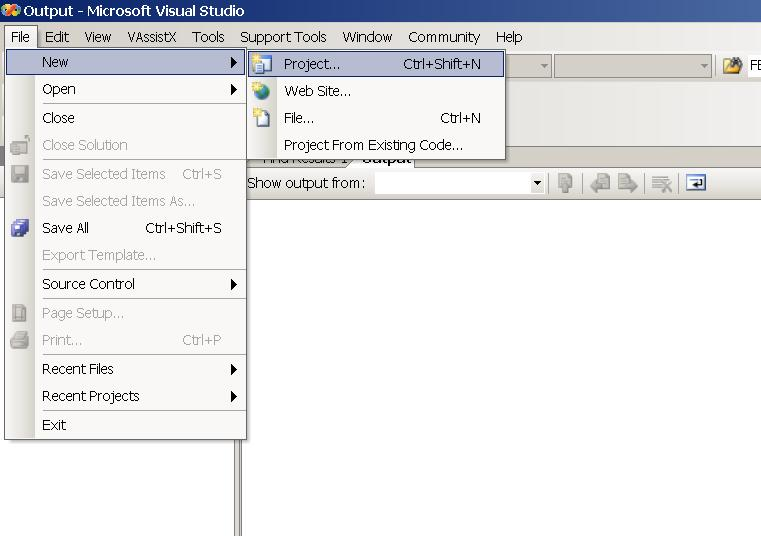 Output - Microsoft Visual Studio
File Edit View VAssistX Tools Support Tools Window Community Help
New
Project... Ctrl+Shift+N
Open
Web Site...
Close
File... Ctrl+N
Close Solution
Project From Existing Code...
Find Results 1 Output
Save Selected Items Ctrl+S
Show output from:
Save Selected Items As...
Save All Ctrl+Shift+S
Export Template...
Source Control
Page Setup...
Print... Ctrl+P
Recent Files
Recent Projects
Exit